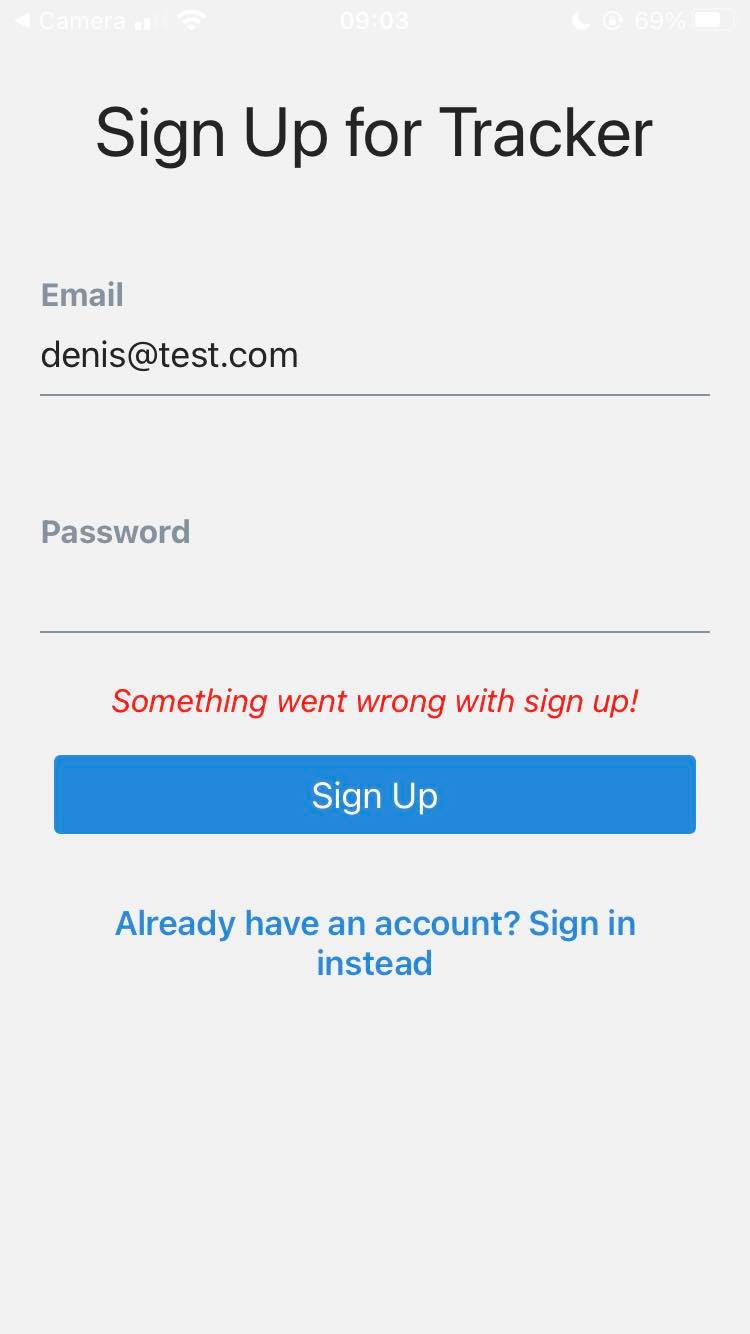 Camera
09:03
69%
Sign Up for Tracker
Email
denis@test.com
Password
Something went wrong with sign up!
Sign Up
Already have an account? Sign in
instead